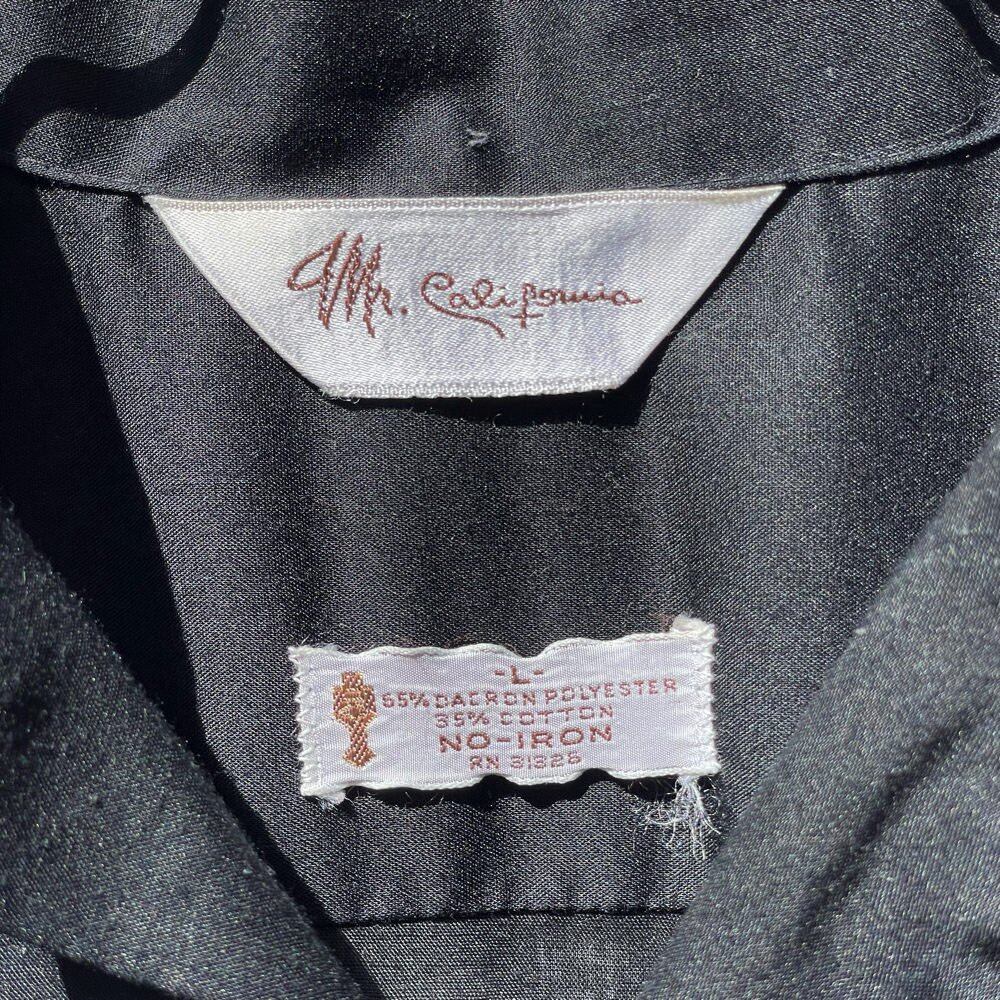 Mr. California
-L-
65% DACRON POLYESTER
35% COTTON
NO-IRON
RN 31326